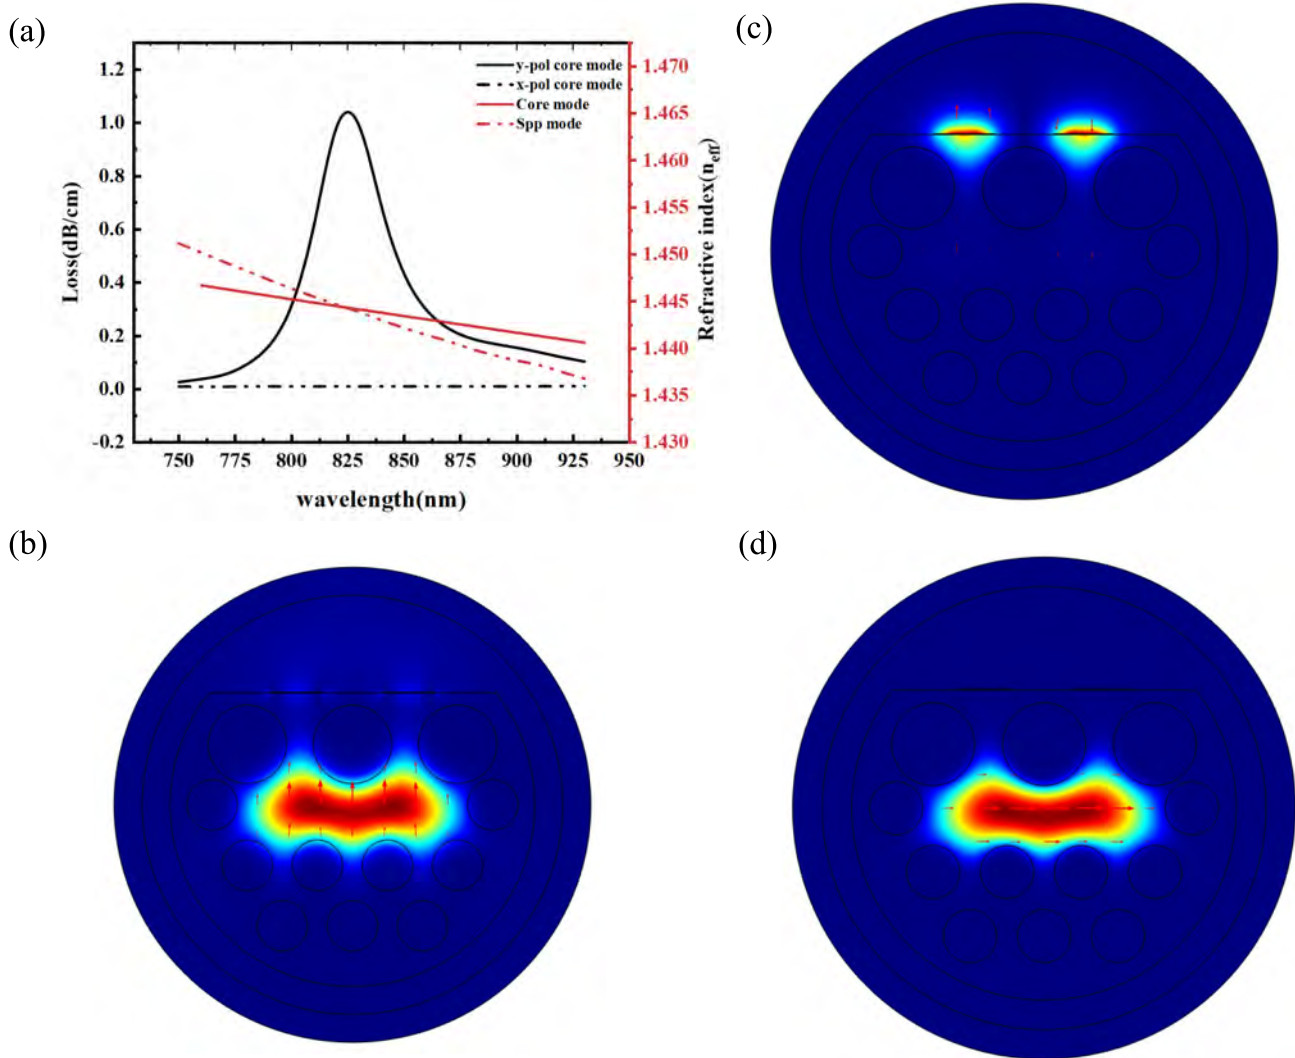 (a)
1.2
1.0
0.8
0.6
0.4
0.2
0.0
-0.2
Loss(dB/cm)
y-pol core mode
x-pol core mode
Core mode
Spp mode
1.470
1.465
1.460
1.455
1.450
1.445
1.440
1.435
1.430
Refractive index(neff)
750 775 800 825 850 875 900 925 950
wavelength(nm)
(c)
(b)
(d)